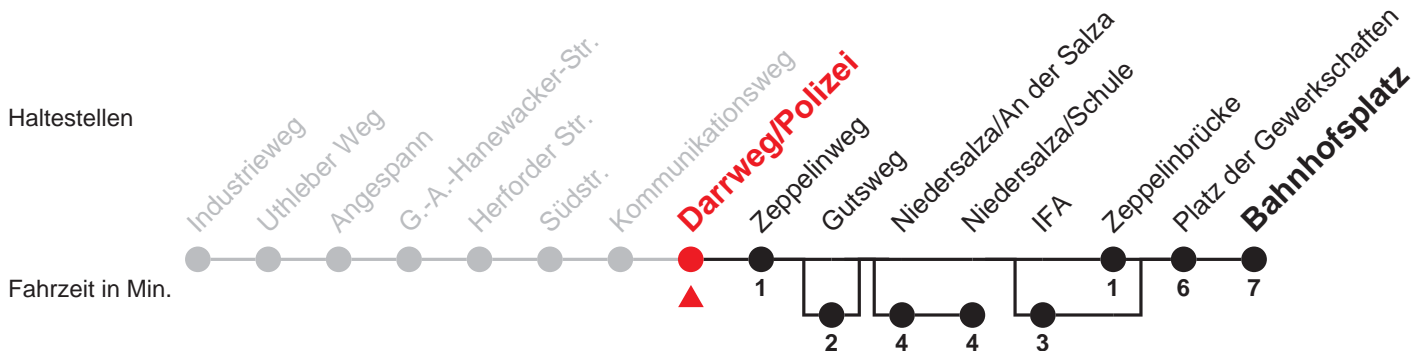 Haltestellen
Industrieweg
Uthleber Weg
Angespann
G.-A.-Hanewacker-Str.
Herforder Str.
Südstr.
Kommunikationsweg
Darrweg/Polizei
Zeppelinweg
Gutsweg
Niedersalza/An der Salza
Niedersalza/Schule
IFA
Zeppelinbrücke
Platz der Gewerkschaften
Bahnhofsplatz
Fahrzeit in Min.
1 1 6 7
2 4 4 3